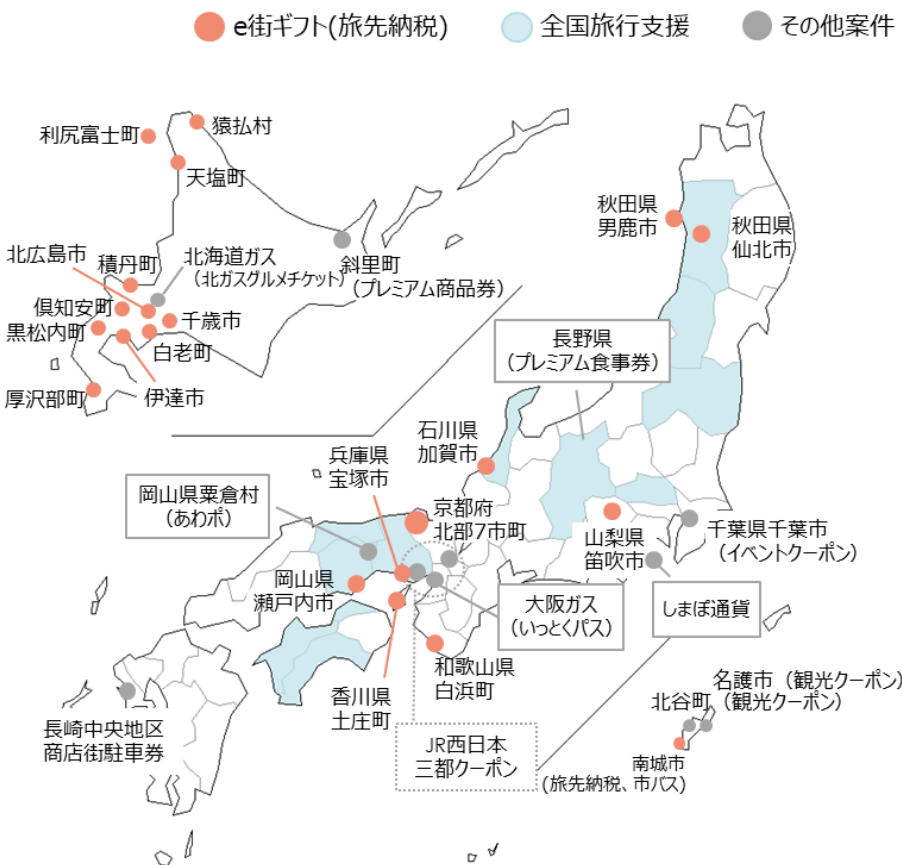 e街ギフト(旅先納税)
全国旅行支援
その他案件
猿払村
利尻富士町
天塩町
北広島市
積丹町
北海道ガス
（北ガスグルメチケット）
斜里町
（プレミアム商品券）
倶知安町
黒松内町
千歳市
白老町
伊達市
厚沢部町
秋田県
男鹿市
秋田県
仙北市
長野県
（プレミアム食事券）
石川県
加賀市
兵庫県
宝塚市
岡山県粟倉村
（あわポ）
京都府
北部7市町
山梨県
笛吹市
千葉県千葉市
（イベントクーポン）
岡山県
瀬戸内市
大阪ガス
（いっとくパス）
しまぽ通貨
和歌山県
白浜町
香川県
土庄町
長崎中央地区
商店街駐車券
JR西日本
三都クーポン
名護市（観光クーポン）
北谷町（観光クーポン）
南城市
(旅先納税、市バス)